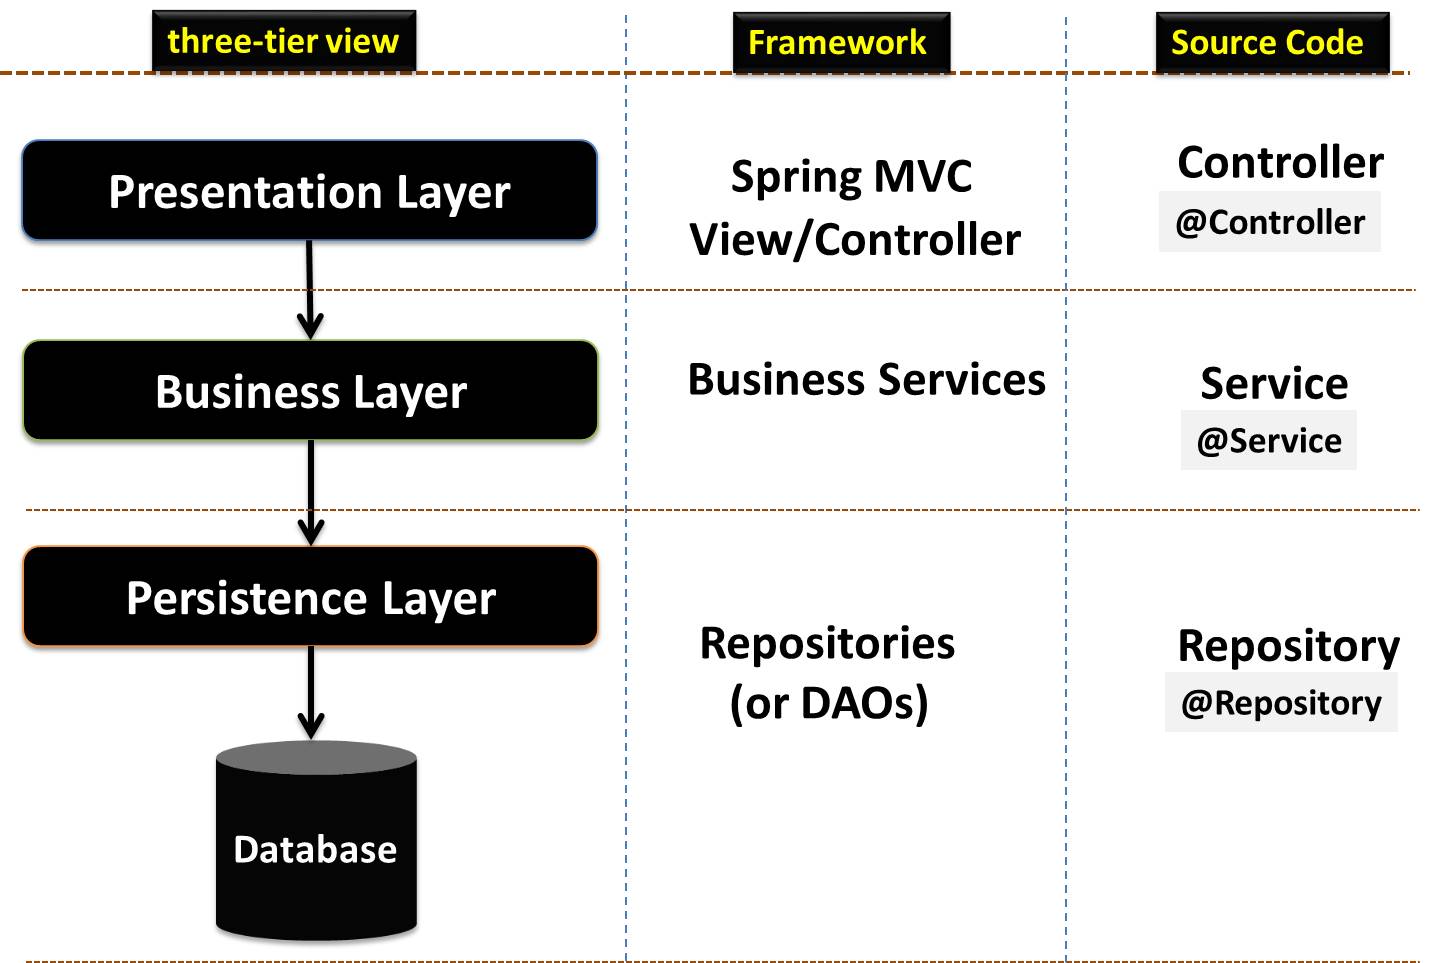 three-tier view
Framework
Source Code
Presentation Layer
Spring MVC
View/Controller
Controller
@Controller
Business Layer
Business Services
Service
@Service
Persistence Layer
Repositories
(or DAOs)
Repository
@Repository
Database